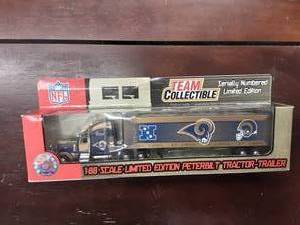 NFL
TEAM
COLLECTIBLE
Serially Numbered
Limited Edition
1:80 SCALE LIMITED EDITION PETERBILT TRACTOR-TRAILER